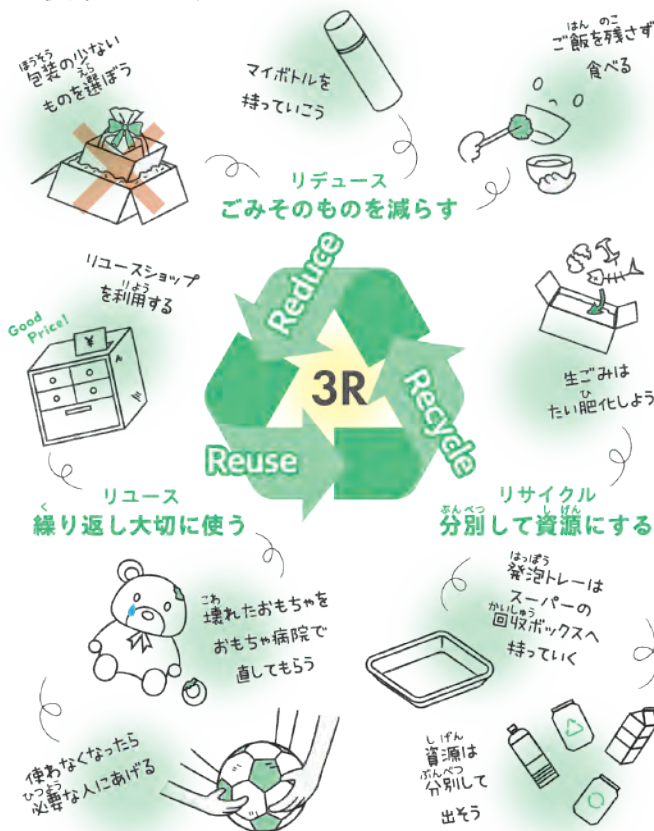 包装の少ない
ものを選ぼう
マイボトルを
持っていこう
ご飯を残さず
食べる
リデュース
ごみそのものを減らす
リユースショップ
を利用する
Good
Price!
¥
Reduce
3R
Recycle
Reuse
生ごみは
たい肥化しよう
リユース
繰り返し大切に使う
リサイクル
分別して資源にする
壊れたおもちゃを
おもちゃ病院で
直してもらう
発泡トレーは
スーパーの
回収ボックスへ
持っていく
使わなくなったら
必要な人にあげる
資源は
分別して
出そう